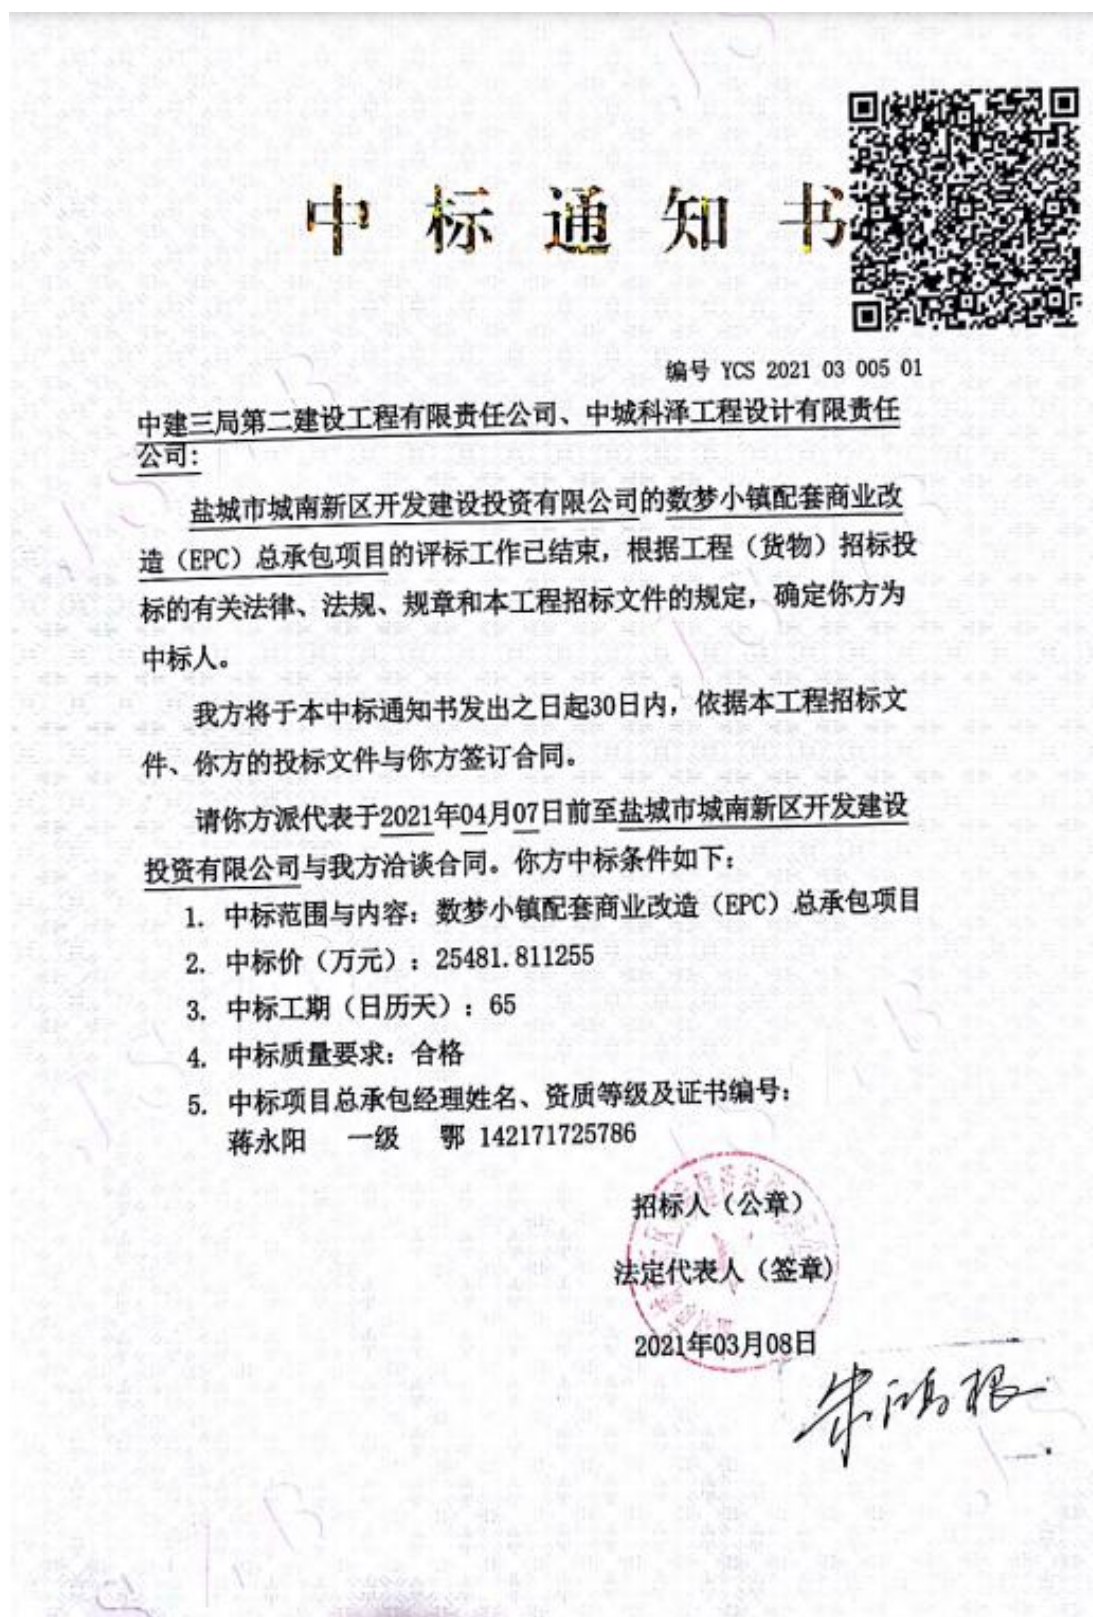 中标通知书
编号 YCS 2021 03 005 01
中建三局第二建设工程有限责任公司、中城科泽工程设计有限责任
公司:
盐城市城南新区开发建设投资有限公司的数梦小镇配套商业改
造（EPC）总承包项目的评标工作已结束，根据工程（货物）招标投
标的有关法律、法规、规章和本工程招标文件的规定，确定你方为
中标人。
我方将于本中标通知书发出之日起30日内，依据本工程招标文
件、你方的投标文件与你方签订合同。
请你方派代表于2021年04月07日前至盐城市城南新区开发建设
投资有限公司与我方洽谈合同。你方中标条件如下：
1. 中标范围与内容：数梦小镇配套商业改造（EPC）总承包项目
2. 中标价（万元）：25481.811255
3. 中标工期（日历天）：65
4. 中标质量要求：合格
5. 中标项目总承包经理姓名、资质等级及证书编号：
蒋永阳 一级 鄂 142171725786
招标人（公章）
法定代表人（签章）
2021年03月08日